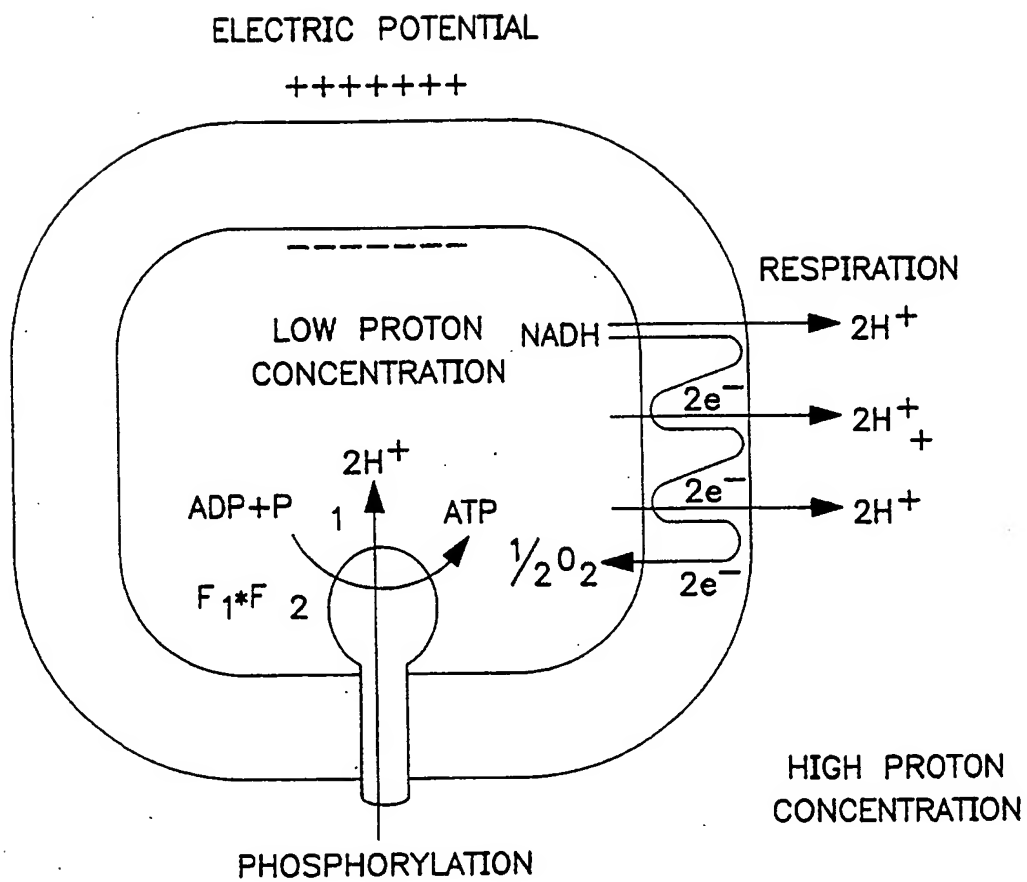 ELECTRIC POTENTIAL
+++++++
-------
RESPIRATION
LOW PROTON
CONCENTRATION
NADH
2H+
2e-
2H+
+
2e-
2H+
2H+
ADP+P
1
ATP
1/2O2
2e-
F1*F 2
HIGH PROTON
CONCENTRATION
PHOSPHORYLATION